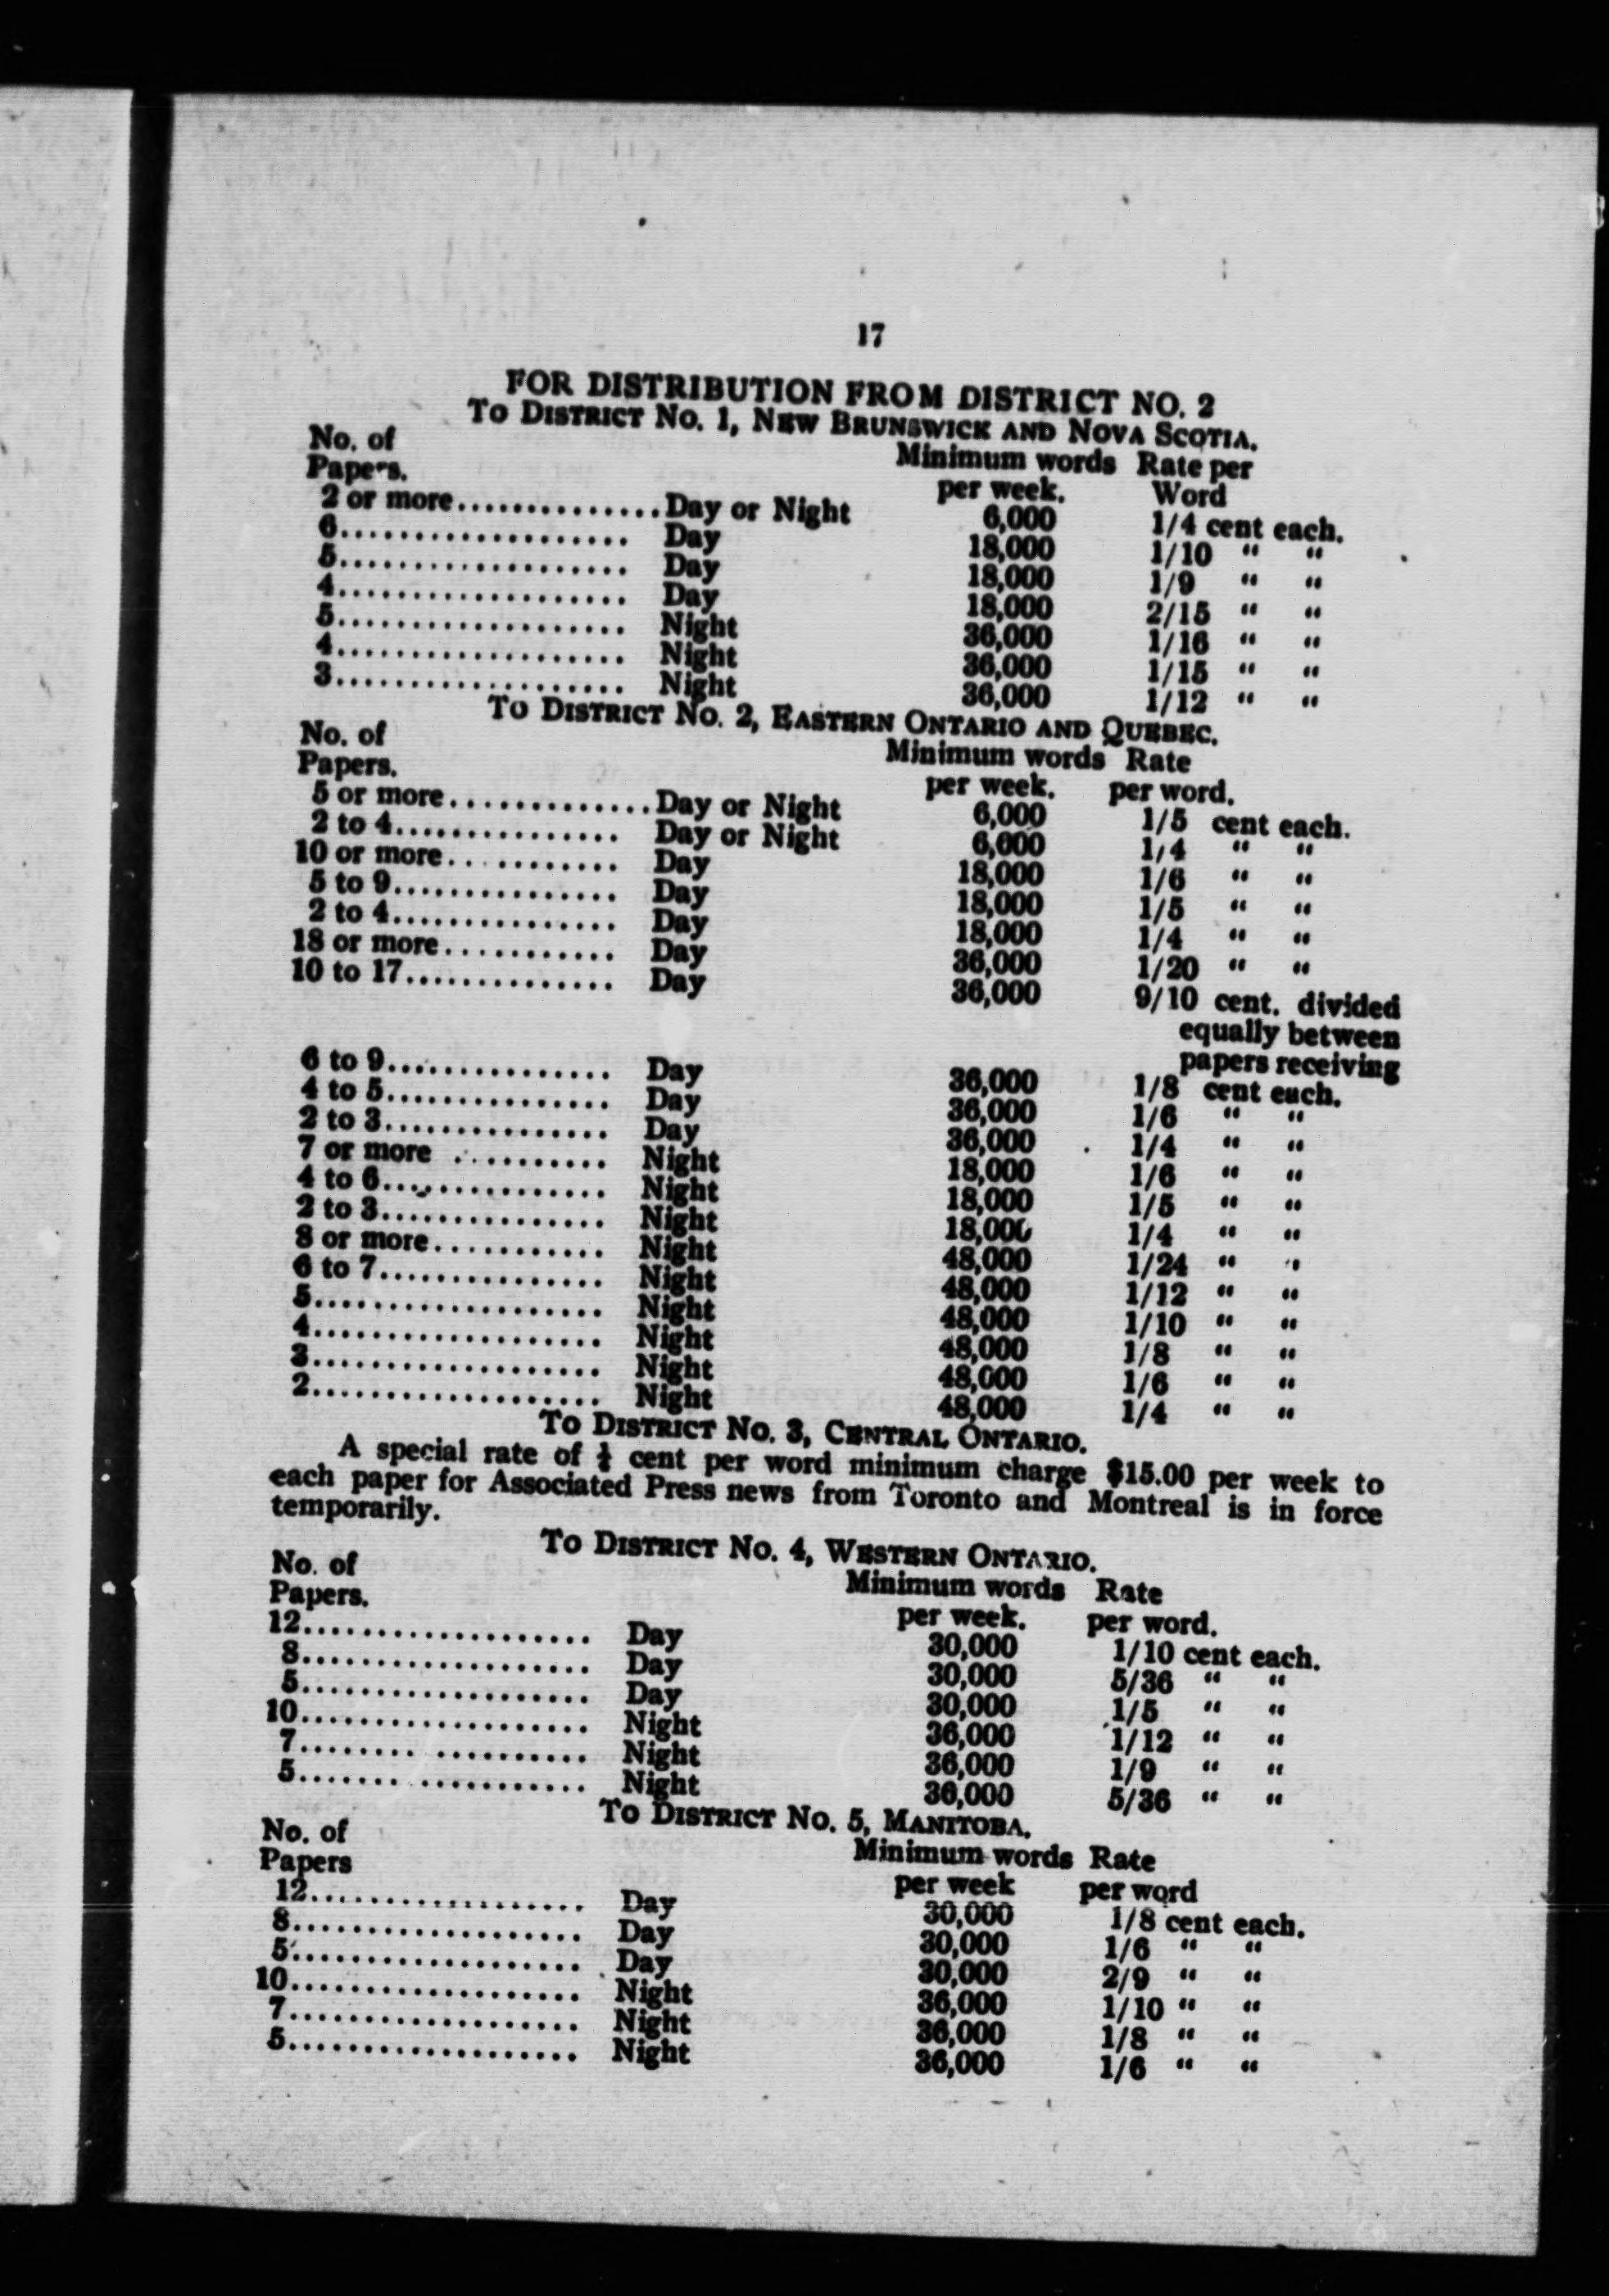 17
FOR DISTRIBUTION FROM DISTRICT NO. 2
TO DISTRICT NO. 1, NEW BRUNSWICK AND NOVA SCOTIA.
No. of Minimum words Rate per
Papers. per week. Word
2 or more..............Day or Night 6,000 1/4 cent each.
6.................... Day 18,000 1/10 “ “
5.................... Day 18,000 1/9 “ “
4.................... Day 18,000 2/15 “ “
5.................... Night 36,000 1/16 “ “
4.................... Night 36,000 1/15 “ “
3.................... Night 36,000 1/12 “ “
TO DISTRICT NO. 2, EASTERN ONTARIO AND QUEBEC.
No. of Minimum words Rate
Papers. per week. per word.
5 or more..............Day or Night 6,000 1/5 cent each.
2 to 4................ Day or Night 6,000 1/4 “ “
10 or more............ Day 18,000 1/6 “ “
5 to 9................ Day 18,000 1/5 “ “
2 to 4................ Day 18,000 1/4 “ “
18 or more............ Day 36,000 1/20 “ “
10 to 17............... Day 36,000 9/10 cent. divided
equally between
papers receiving
6 to 9................ Day 36,000 1/8 cent each.
4 to 5................ Day 36,000 1/6 “ “
2 to 3................ Day 36,000 1/4 “ “
7 or more ........... Night 18,000 1/6 “ “
4 to 6................ Night 18,000 1/5 “ “
2 to 3................ Night 18,000 1/4 “ “
8 or more............ Night 48,000 1/24 “ “
6 to 7................ Night 48,000 1/12 “ “
5.................... Night 48,000 1/10 “ “
4.................... Night 48,000 1/8 “ “
3.................... Night 48,000 1/6 “ “
2.................... Night 48,000 1/4 “ “
TO DISTRICT NO. 3, CENTRAL ONTARIO.
A special rate of cent per word minimum charge $15.00 per week to
each paper for Associated Press news from Toronto and Montreal is in force
temporarily.
TO DISTRICT NO. 4, WESTERN ONTARIO.
No. of Minimum words Rate
Papers. per week. per word.
12.................... Day 30,000 1/10 cent each.
8.................... Day 30,000 5/36 “ “
5.................... Day 30,000 1/5 “ “
10.................... Night 36,000 1/12 “ “
7.................... Night 36,000 1/9 “ “
5.................... Night 36,000 5/36 “ “
TO DISTRICT NO. 5, MANITOBA.
No. of Minimum words Rate
Papers per week per word
12................... Day 30,000 1/8 cent each.
8.................... Day 30,000 1/6 “ “
5.................... Day 30,000 2/9 “ “
10.................... Night 36,000 1/10 “ “
7.................... Night 36,000 1/8 “ “
5.................... Night 36,000 1/6 “ “